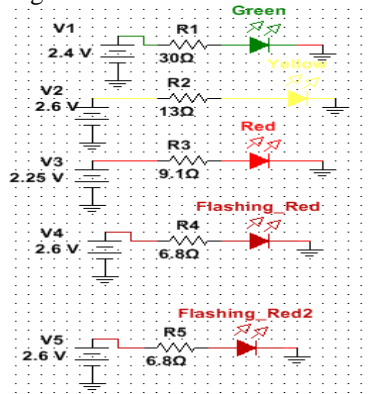 Green
V1 R1
2.4 V 30Ω
Yellow
V2 R2
2.6 V 13Ω
Red
V3 R3
2.25 V 9.1Ω
Flashing_Red
V4 R4
2.6 V 6.8Ω
Flashing_Red2
V5 R5
2.6 V 6.8Ω